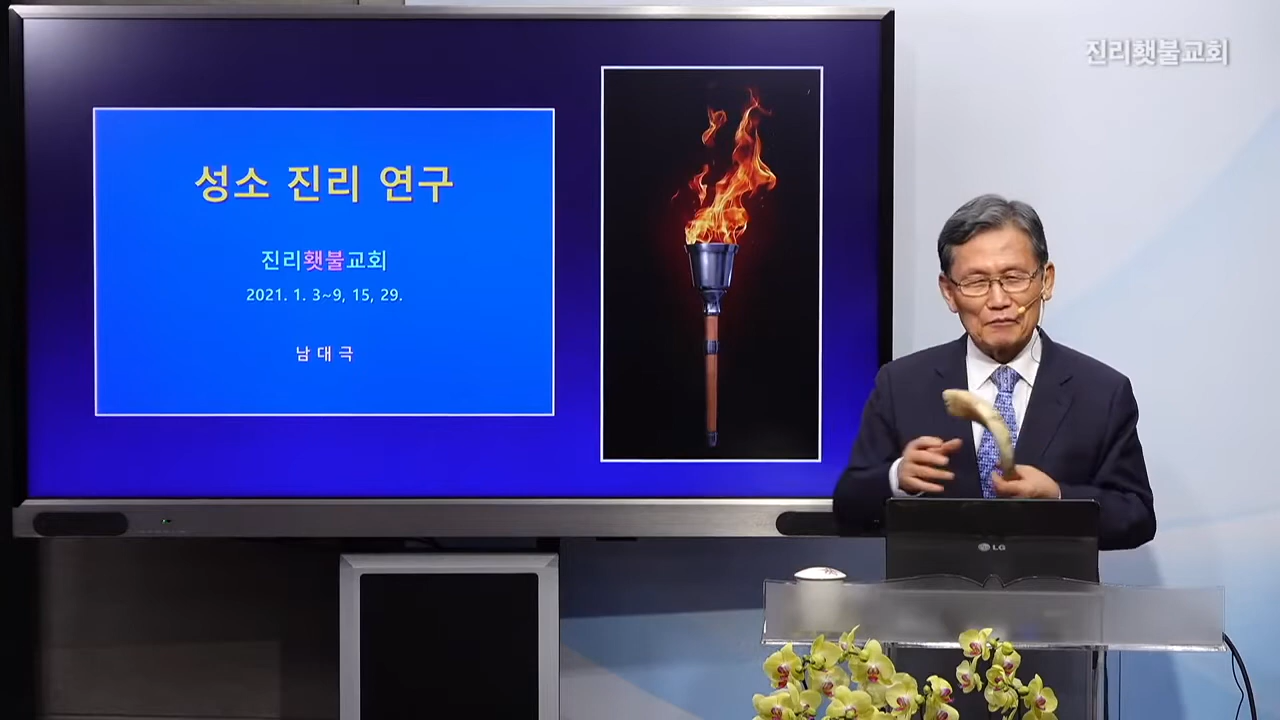 성소 진리 연구
진리횃불교회
2021. 1. 3~9, 15, 29.
남 대 극
진리횃불교회
LG